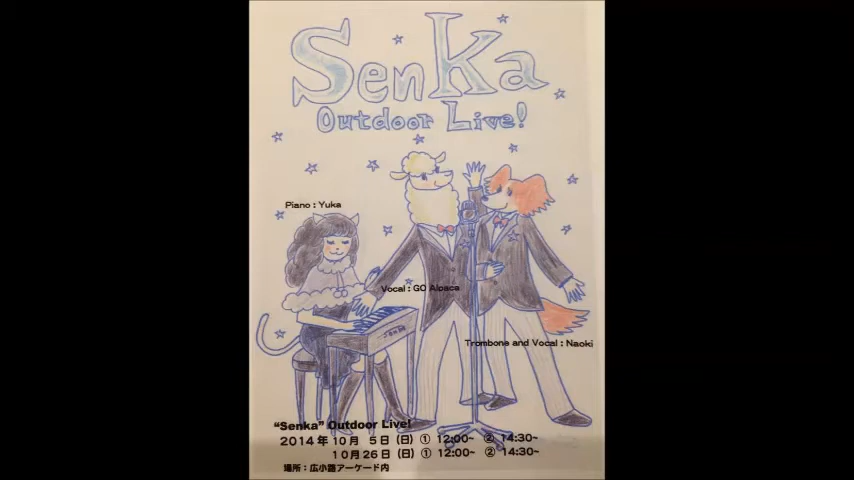 SenKa
Outdoor Live!
Piano : Yuka
Vocal : GO Alpaca
Trombone and Vocal : Naoki
“Senka” Outdoor Live!
2014年 10月 5日 (日) ① 12:00~ ② 14:30~
10月26日 (日) ① 12:00~ ② 14:30~
場所：広小路アーケード内